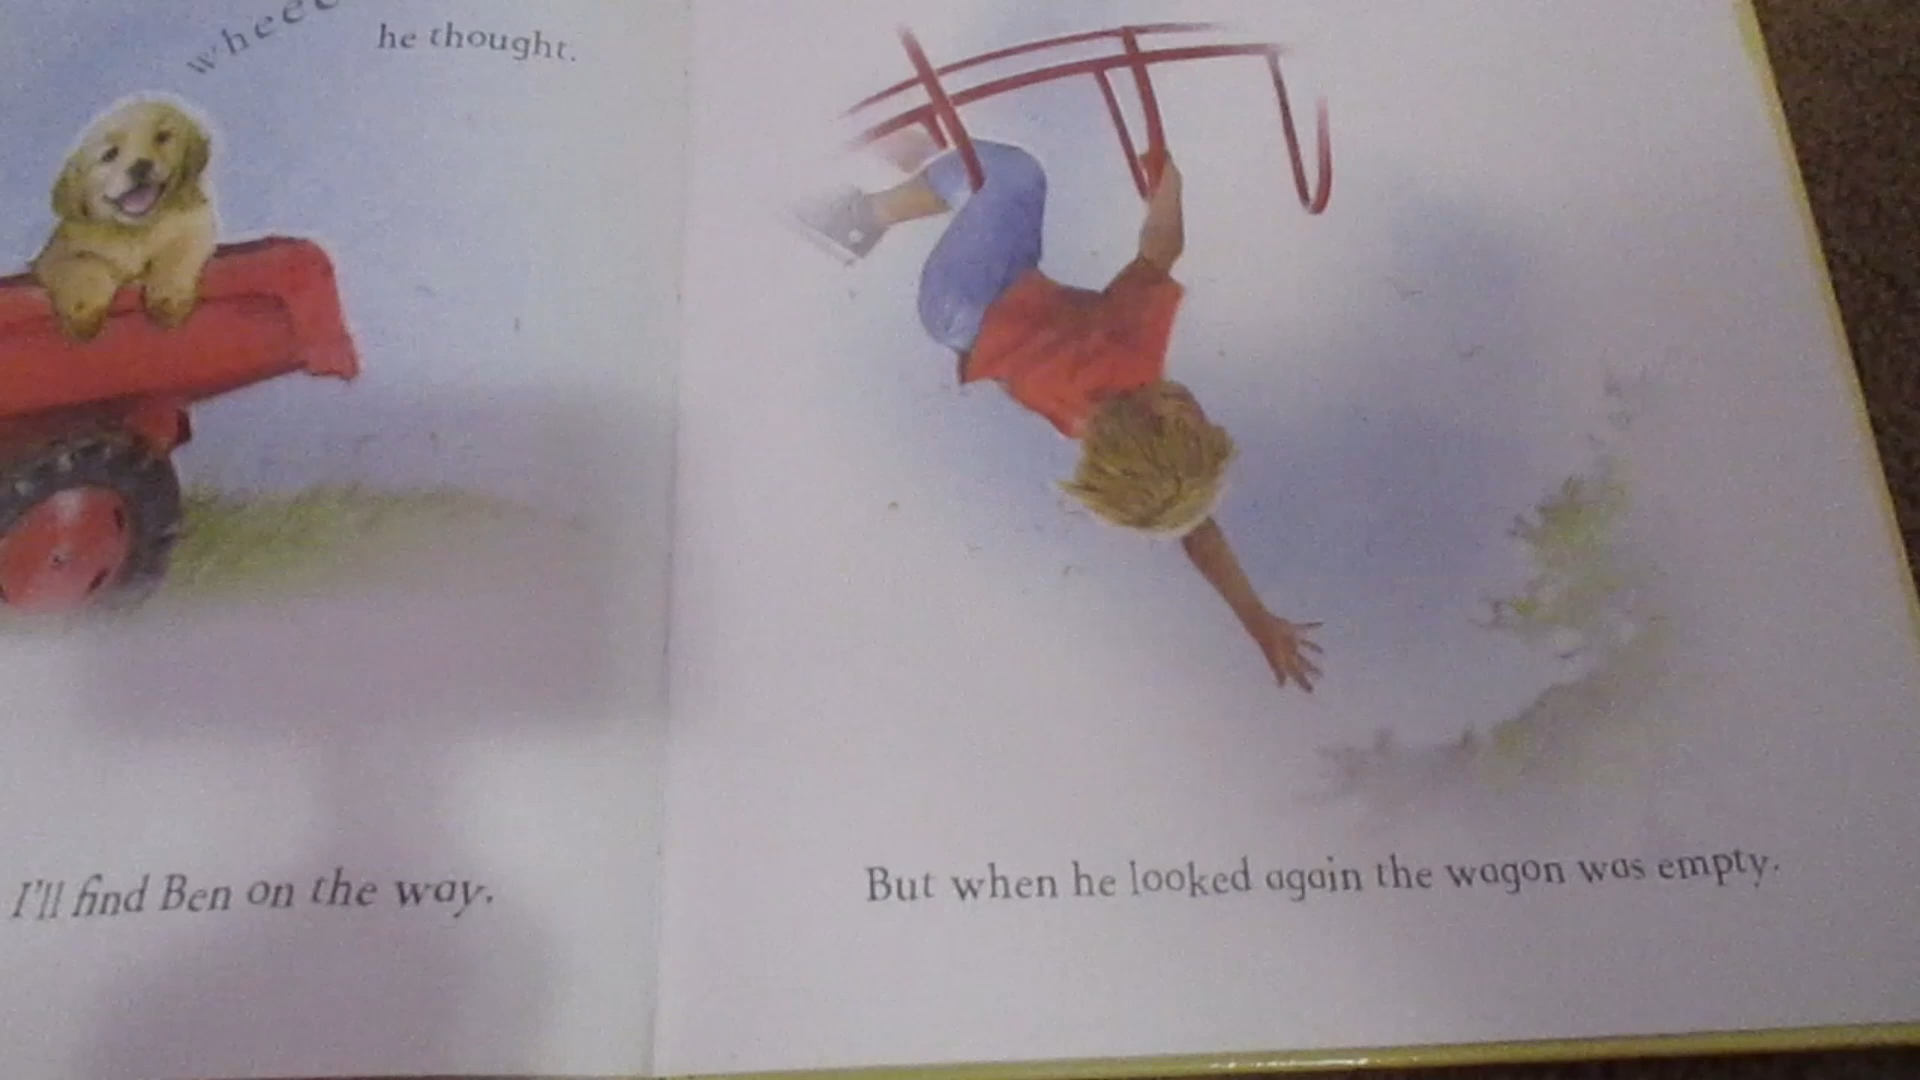 he thought.
I'll find Ben on the way.
But when he looked again the wagon was empty.